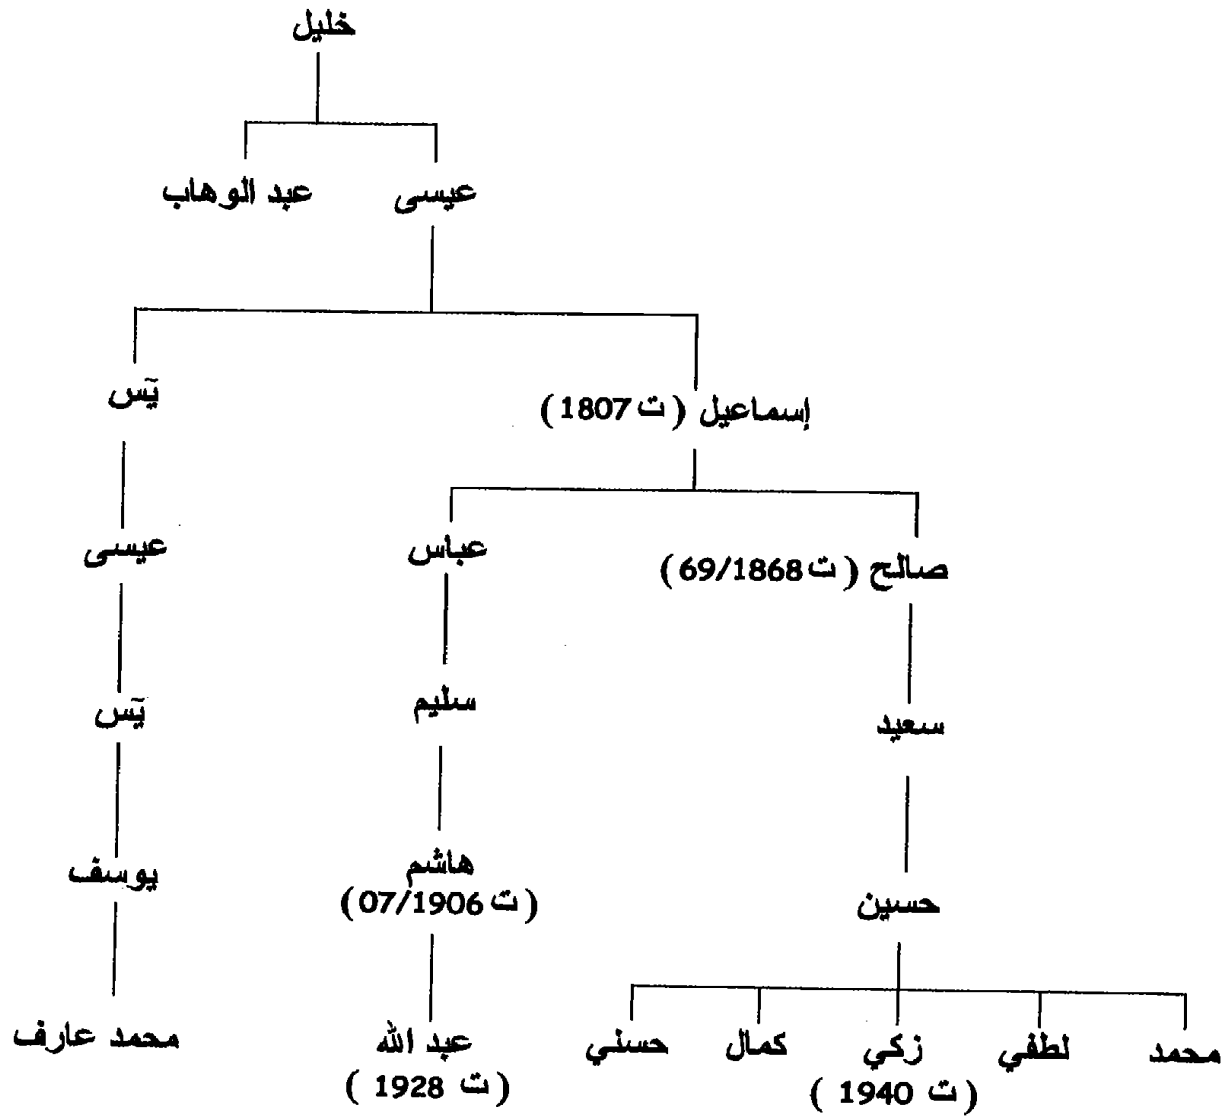 خليل
عيسى
عبد الوهاب
يٓس
إسماعيل (ت 1807)
عيسى
عباس
صالح (ت 69/1868)
يٓس
سليم
سعيد
يوسف
هاشم
(ت 07/1906)
حسين
محمد
لطفي
زكي
(ت 1940)
كمال
حسني
عبد الله
(ت 1928)
محمد عارف